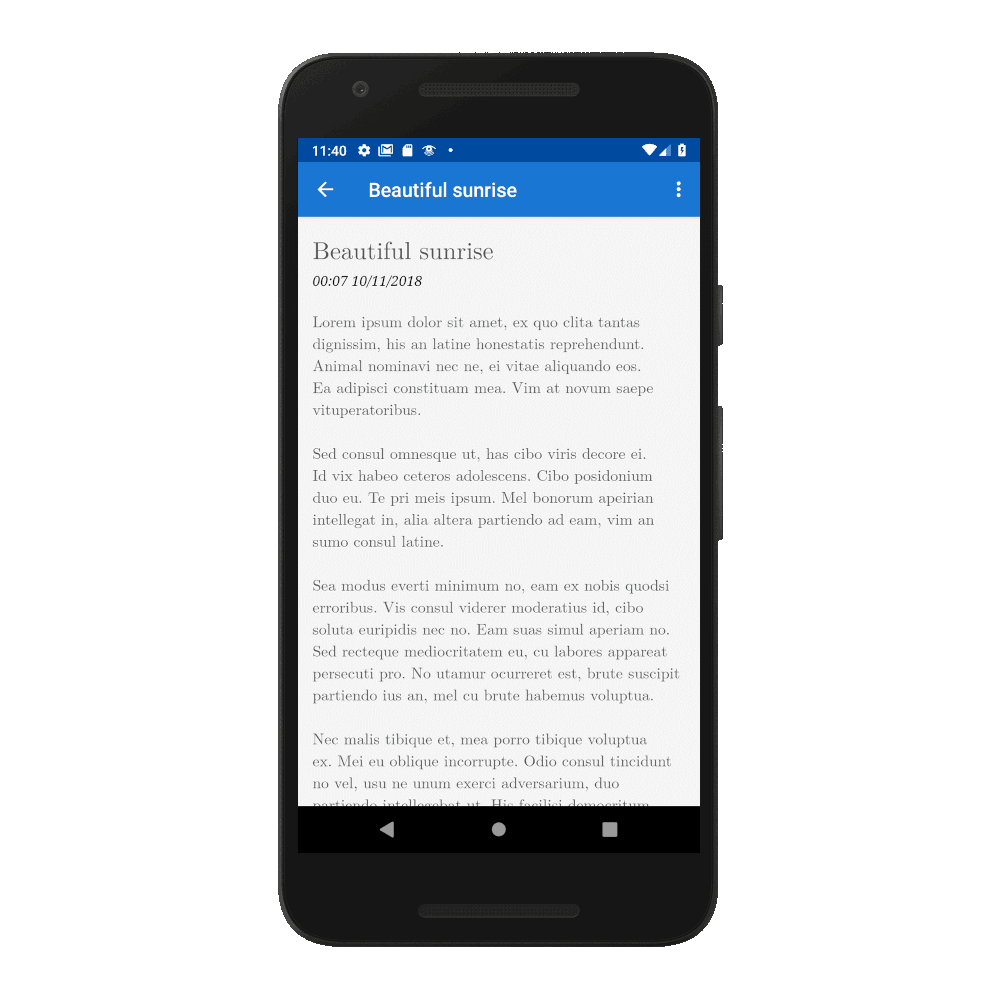 11:40
Beautiful sunrise
Beautiful sunrise
00:07 10/11/2018
Lorem ipsum dolor sit amet, ex quo clita tantas
dignissim, his an latine honestatis reprehendunt.
Animal nominavi nec ne, ei vitae aliquando eos.
Ea adipisci constituam mea. Vim at novum saepe
vituperatoribus.
Sed consul omnesque ut, has cibo viris decore ei.
Id vix habeo ceteros adolescens. Cibo posidonium
duo eu. Te pri meis ipsum. Mel bonorum apeirian
intellegat in, alia altera partiendo ad eam, vim an
sumo consul latine.
Sea modus everti minimum no, eam ex nobis quodsi
erroribus. Vis consul viderer moderatius id, cibo
soluta euripidis nec no. Eam suas simul aperiam no.
Sed recteque mediocritatem eu, cu labores appareat
persecuti pro. No utamur ocurreret est, brute suscipit
partiendo ius an, mel cu brute habemus voluptua.
Nec malis tibique et, mea porro tibique voluptua
ex. Mei eu oblique incorrupte. Odio consul tincidunt
no vel, usu ne unum exerci adversarium, duo
partiendo intellegebat ut. His facilisi democritum